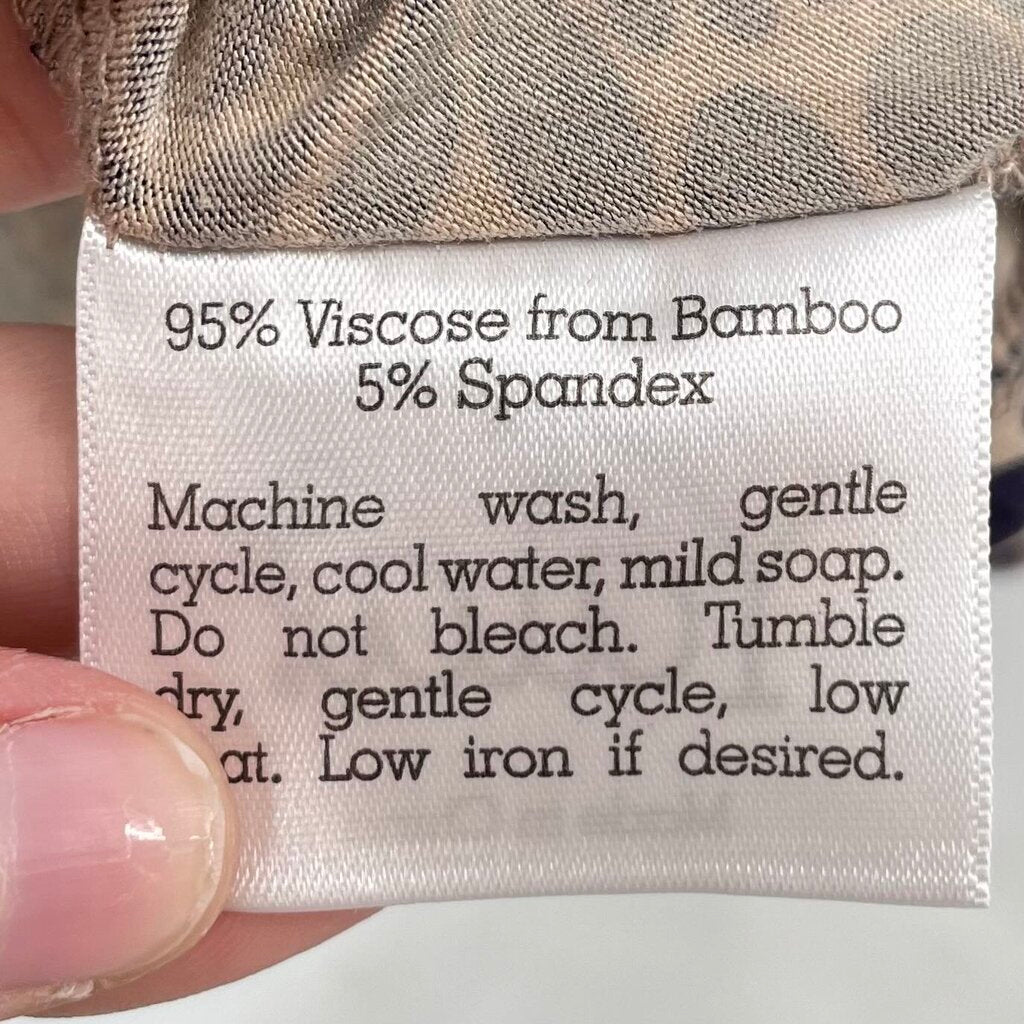 95% Viscose from Bamboo
5% Spandex
Machine wash, gentle
cycle, cool water, mild soap.
Do not bleach. Tumble
dry, gentle cycle, low
at. Low iron if desired.